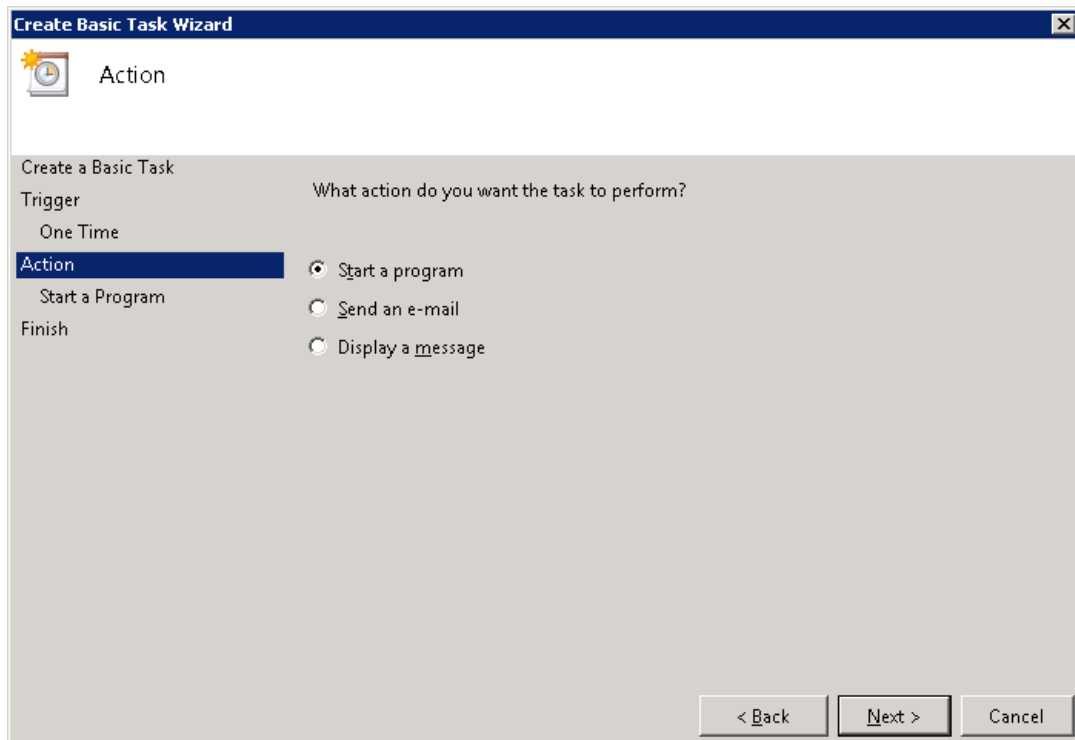 Create Basic Task Wizard
Action
Create a Basic Task
Trigger
One Time
Action
Start a Program
Finish
What action do you want the task to perform?
Start a program
Send an e-mail
Display a message
< Back
Next >
Cancel